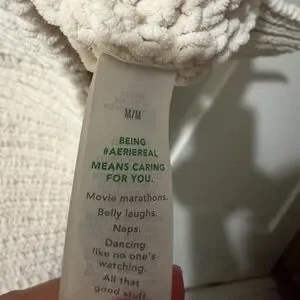 M/M
BEING
#AERIEREAL
MEANS CARING
FOR YOU.
Movie marathons.
Belly laughs.
Naps.
Dancing
like no one's
watching.
All that
good stuff